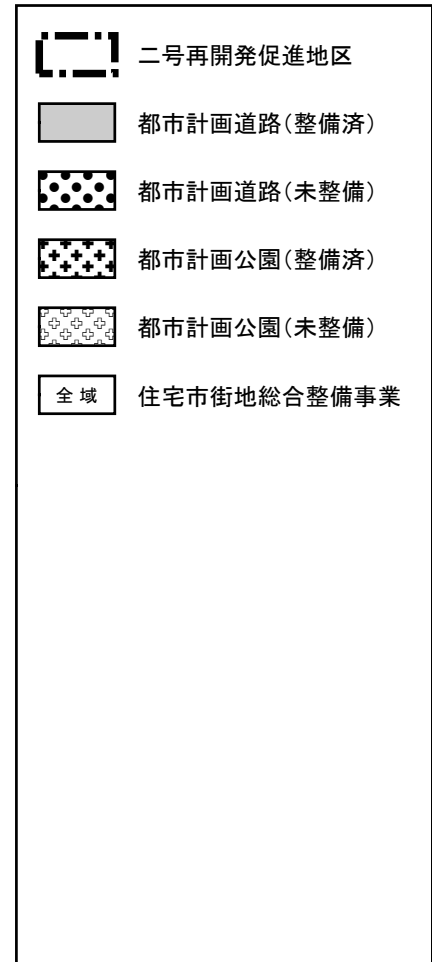 二号再開発促進地区
都市計画道路(整備済)
都市計画道路(未整備)
都市計画公園(整備済)
都市計画公園(未整備)
全域 住宅市街地総合整備事業